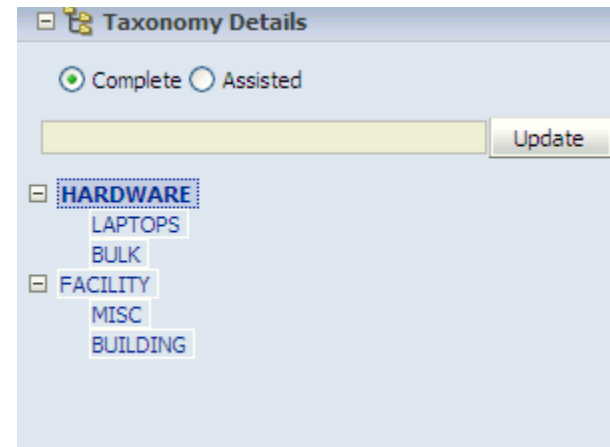 Taxonomy Details
Complete Assisted
Update
HARDWARE
LAPTOPS
BULK
FACILITY
MISC
BUILDING